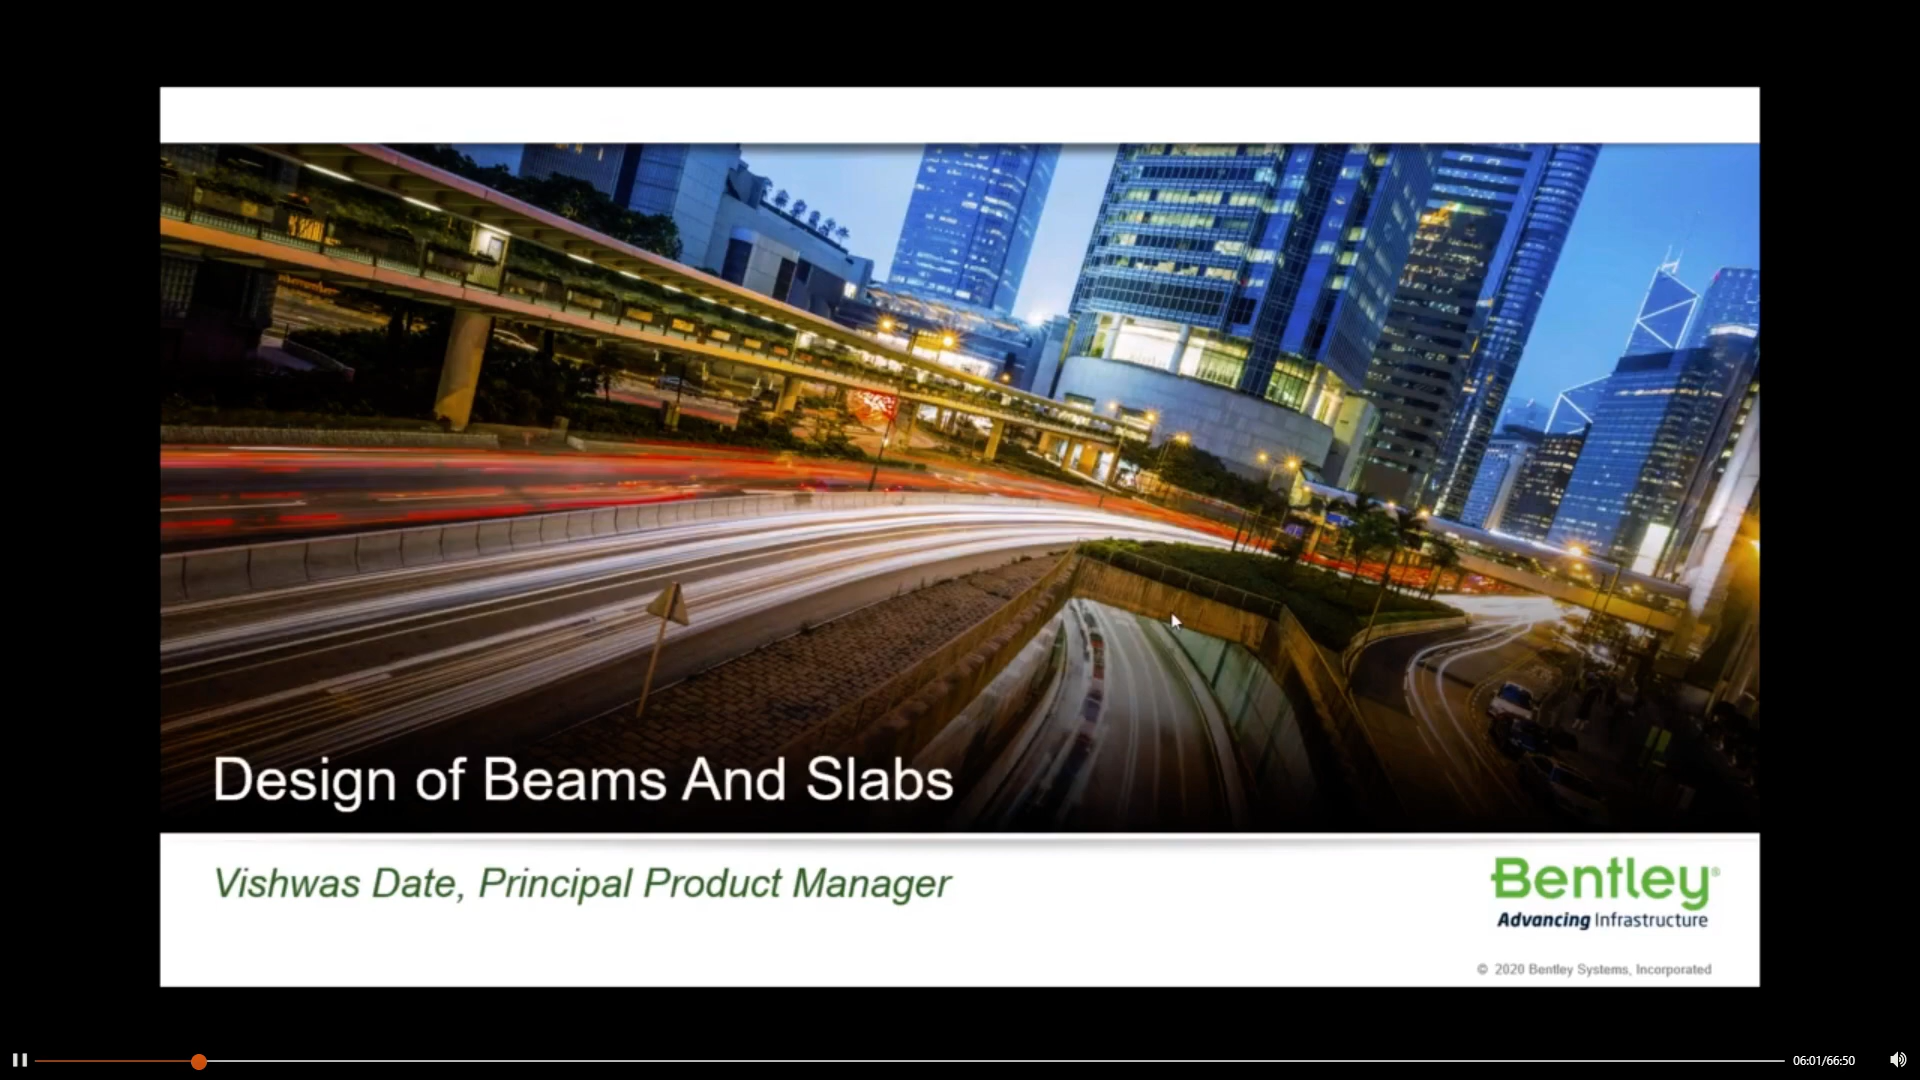 Design of Beams And Slabs
Vishwas Date, Principal Product Manager
Bentley®
Advancing Infrastructure
© 2020 Bentley Systems, Incorporated
06:01/66:50